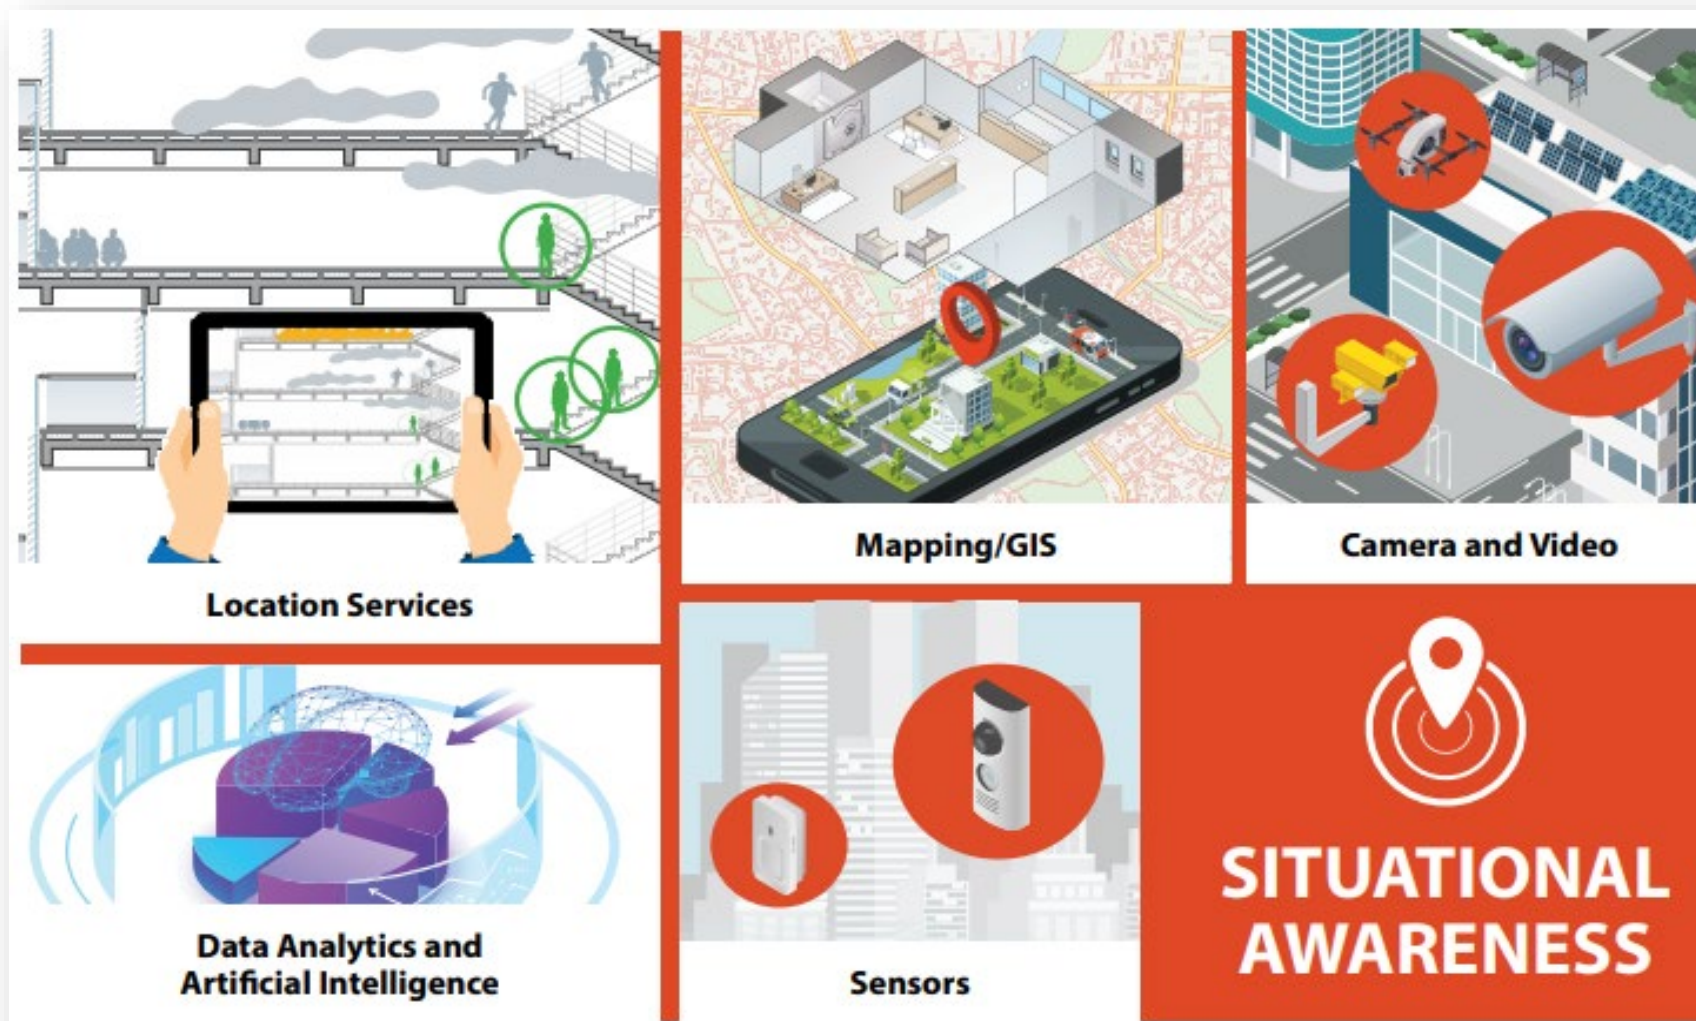 Location Services
Mapping/GIS
Camera and Video
Data Analytics and
Artificial Intelligence
Sensors
SITUATIONAL
AWARENESS